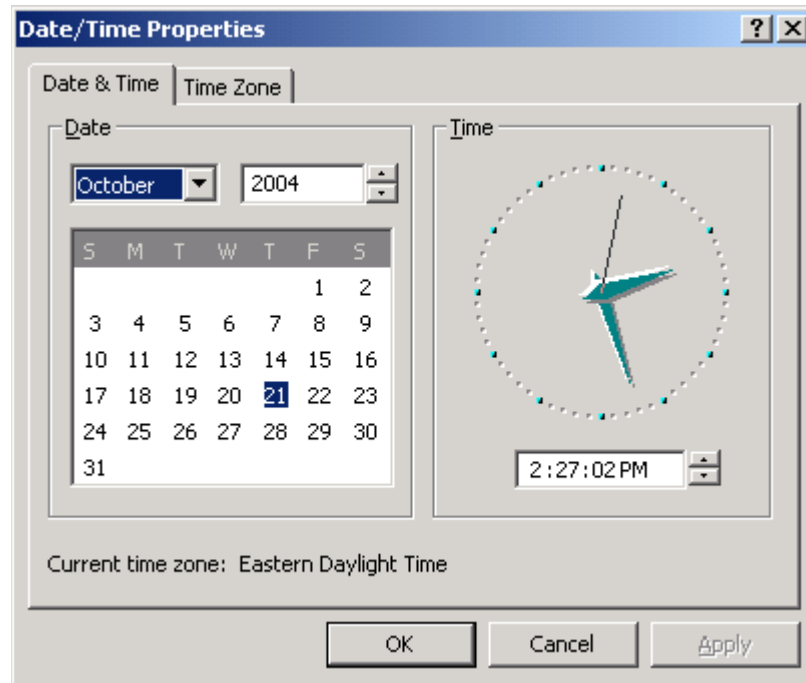 Date/Time Properties
Date & Time Time Zone
Date
October 2004
S M T W T F S
1 2
3 4 5 6 7 8 9
10 11 12 13 14 15 16
17 18 19 20 21 22 23
24 25 26 27 28 29 30
31
Time
2:27:02 PM
Current time zone: Eastern Daylight Time
OK Cancel Apply